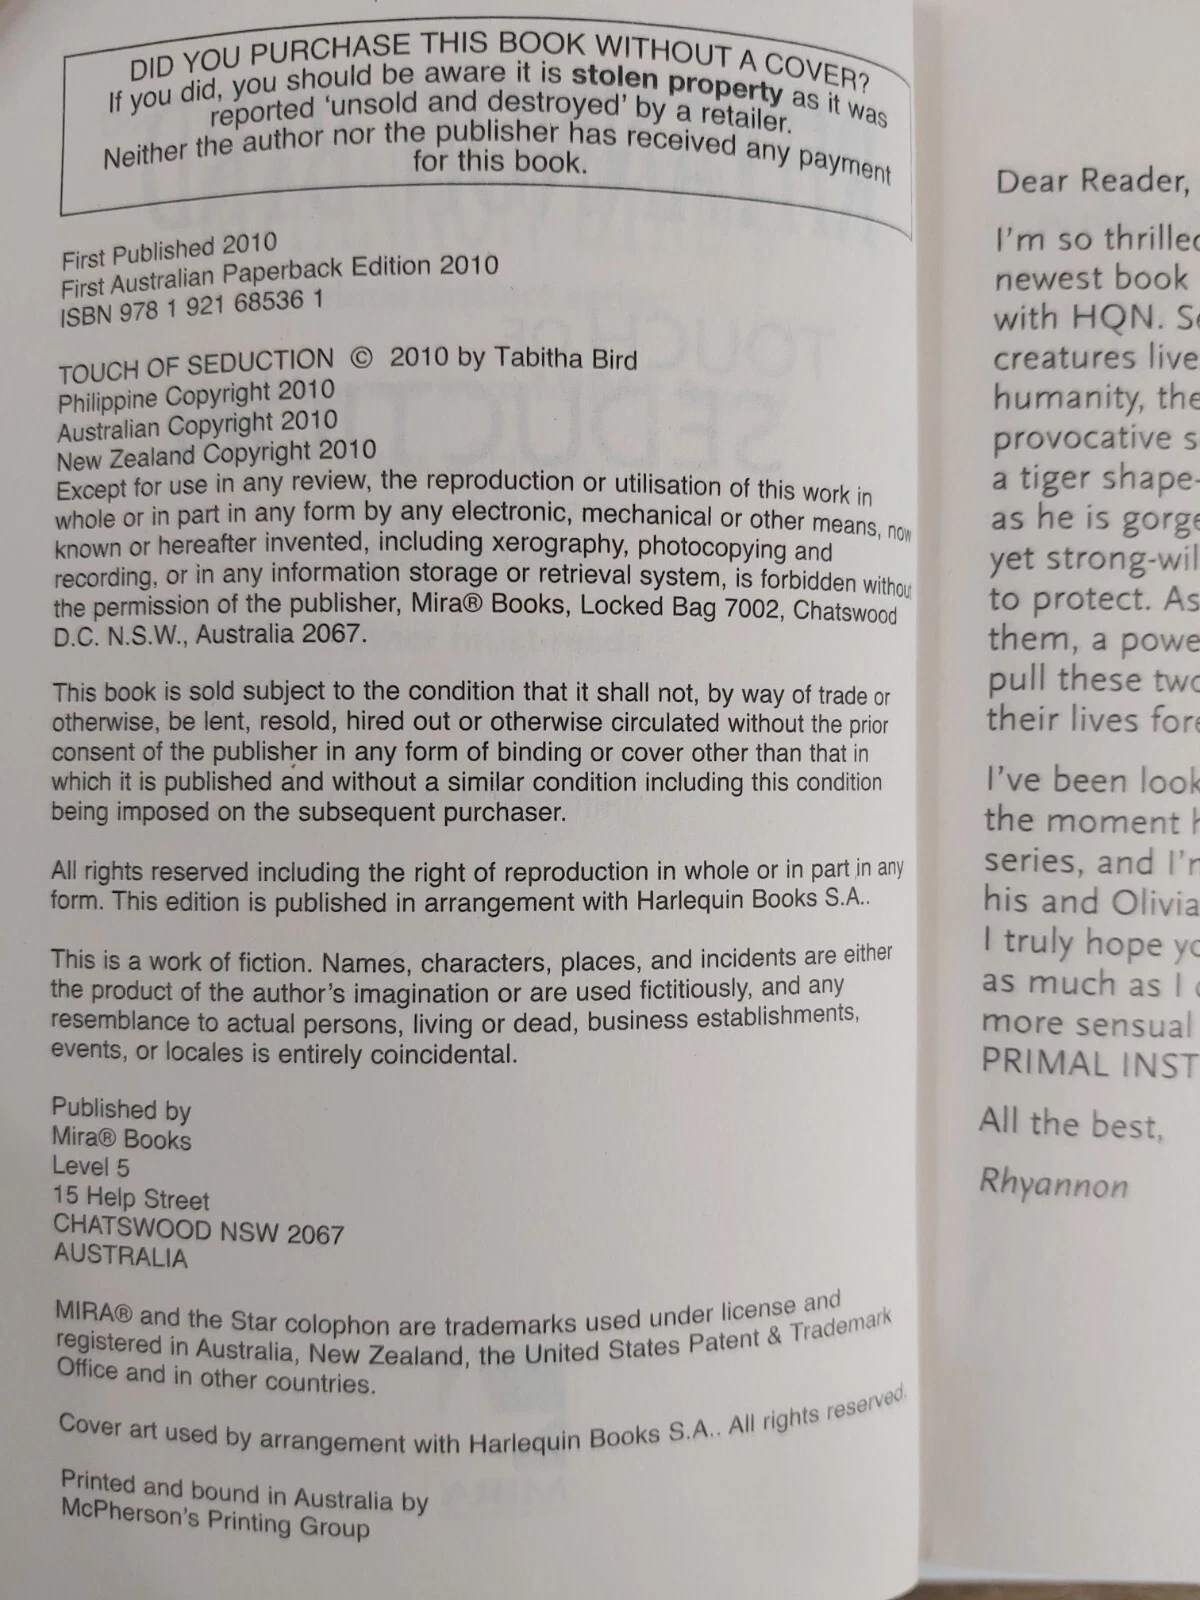 DID YOU PURCHASE THIS BOOK WITHOUT A COVER?
If you did, you should be aware it is stolen property as it was
reported 'unsold and destroyed' by a retailer.
Neither the author nor the publisher has received any payment
for this book.
First Published 2010
First Australian Paperback Edition 2010
ISBN 978 1 921 68536 1
TOUCH OF SEDUCTION © 2010 by Tabitha Bird
Philippine Copyright 2010
Australian Copyright 2010
New Zealand Copyright 2010
Except for use in any review, the reproduction or utilisation of this work in
whole or in part in any form by any electronic, mechanical or other means, now
known or hereafter invented, including xerography, photocopying and
recording, or in any information storage or retrieval system, is forbidden without
the permission of the publisher, Mira® Books, Locked Bag 7002, Chatswood
D.C. N.S.W., Australia 2067.
This book is sold subject to the condition that it shall not, by way of trade or
otherwise, be lent, resold, hired out or otherwise circulated without the prior
consent of the publisher in any form of binding or cover other than that in
which it is published and without a similar condition including this condition
being imposed on the subsequent purchaser.
All rights reserved including the right of reproduction in whole or in part in any
form. This edition is published in arrangement with Harlequin Books S.A..
This is a work of fiction. Names, characters, places, and incidents are either
the product of the author's imagination or are used fictitiously, and any
resemblance to actual persons, living or dead, business establishments,
events, or locales is entirely coincidental.
Published by
Mira® Books
Level 5
15 Help Street
CHATSWOOD NSW 2067
AUSTRALIA
MIRA® and the Star colophon are trademarks used under license and
registered in Australia, New Zealand, the United States Patent & Trademark
Office and in other countries.
Cover art used by arrangement with Harlequin Books S.A.. All rights reserved.
Printed and bound in Australia by
McPherson's Printing Group
Dear Reader,
I'm so thrilled
newest book
with HQN. Se
creatures live
humanity, the
provocative s
a tiger shape-
as he is gorge
yet strong-wil
to protect. As
them, a powe
pull these two
their lives fore
I've been look
the moment h
series, and I'm
his and Olivia
I truly hope yo
as much as I
more sensual
PRIMAL INST
All the best,
Rhyannon